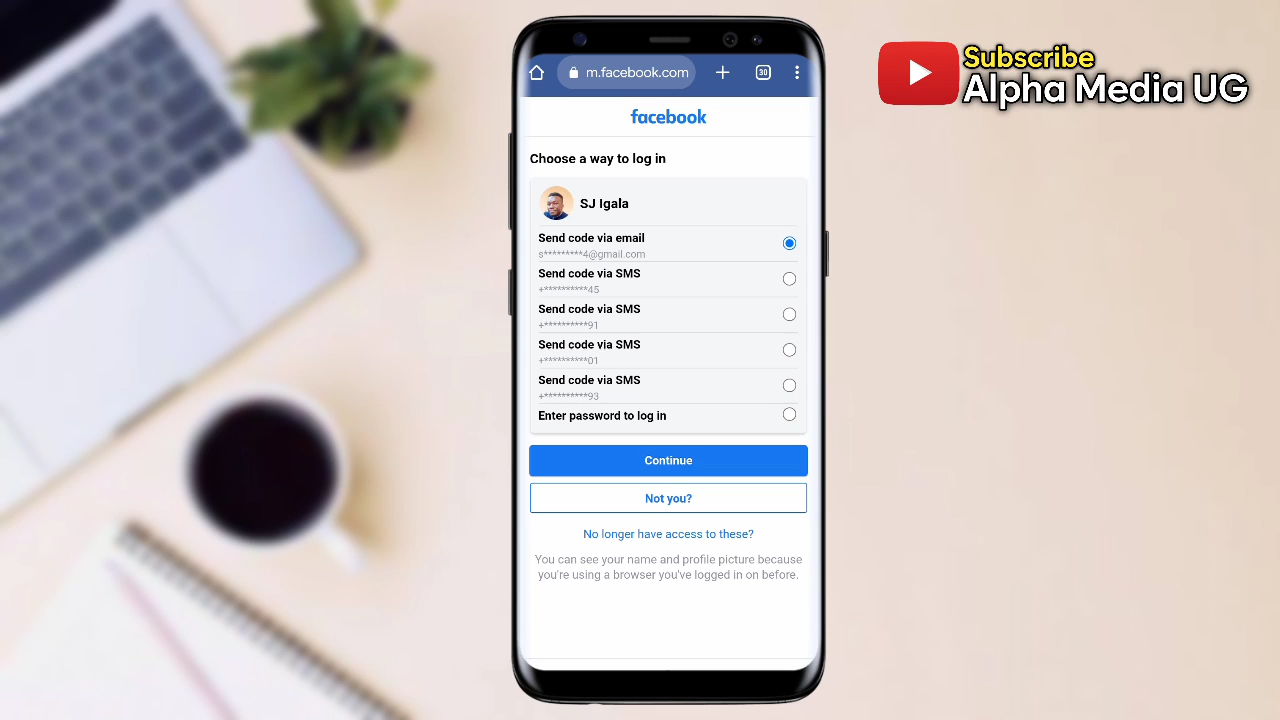 Subscribe
Alpha Media UG
m.facebook.com
30
facebook
Choose a way to log in
SJ Igala
Send code via email
s*********4@gmail.com
Send code via SMS
+**********45
Send code via SMS
+**********91
Send code via SMS
+**********01
Send code via SMS
+**********93
Enter password to log in
Continue
Not you?
No longer have access to these?
You can see your name and profile picture because
you're using a browser you've logged in on before.